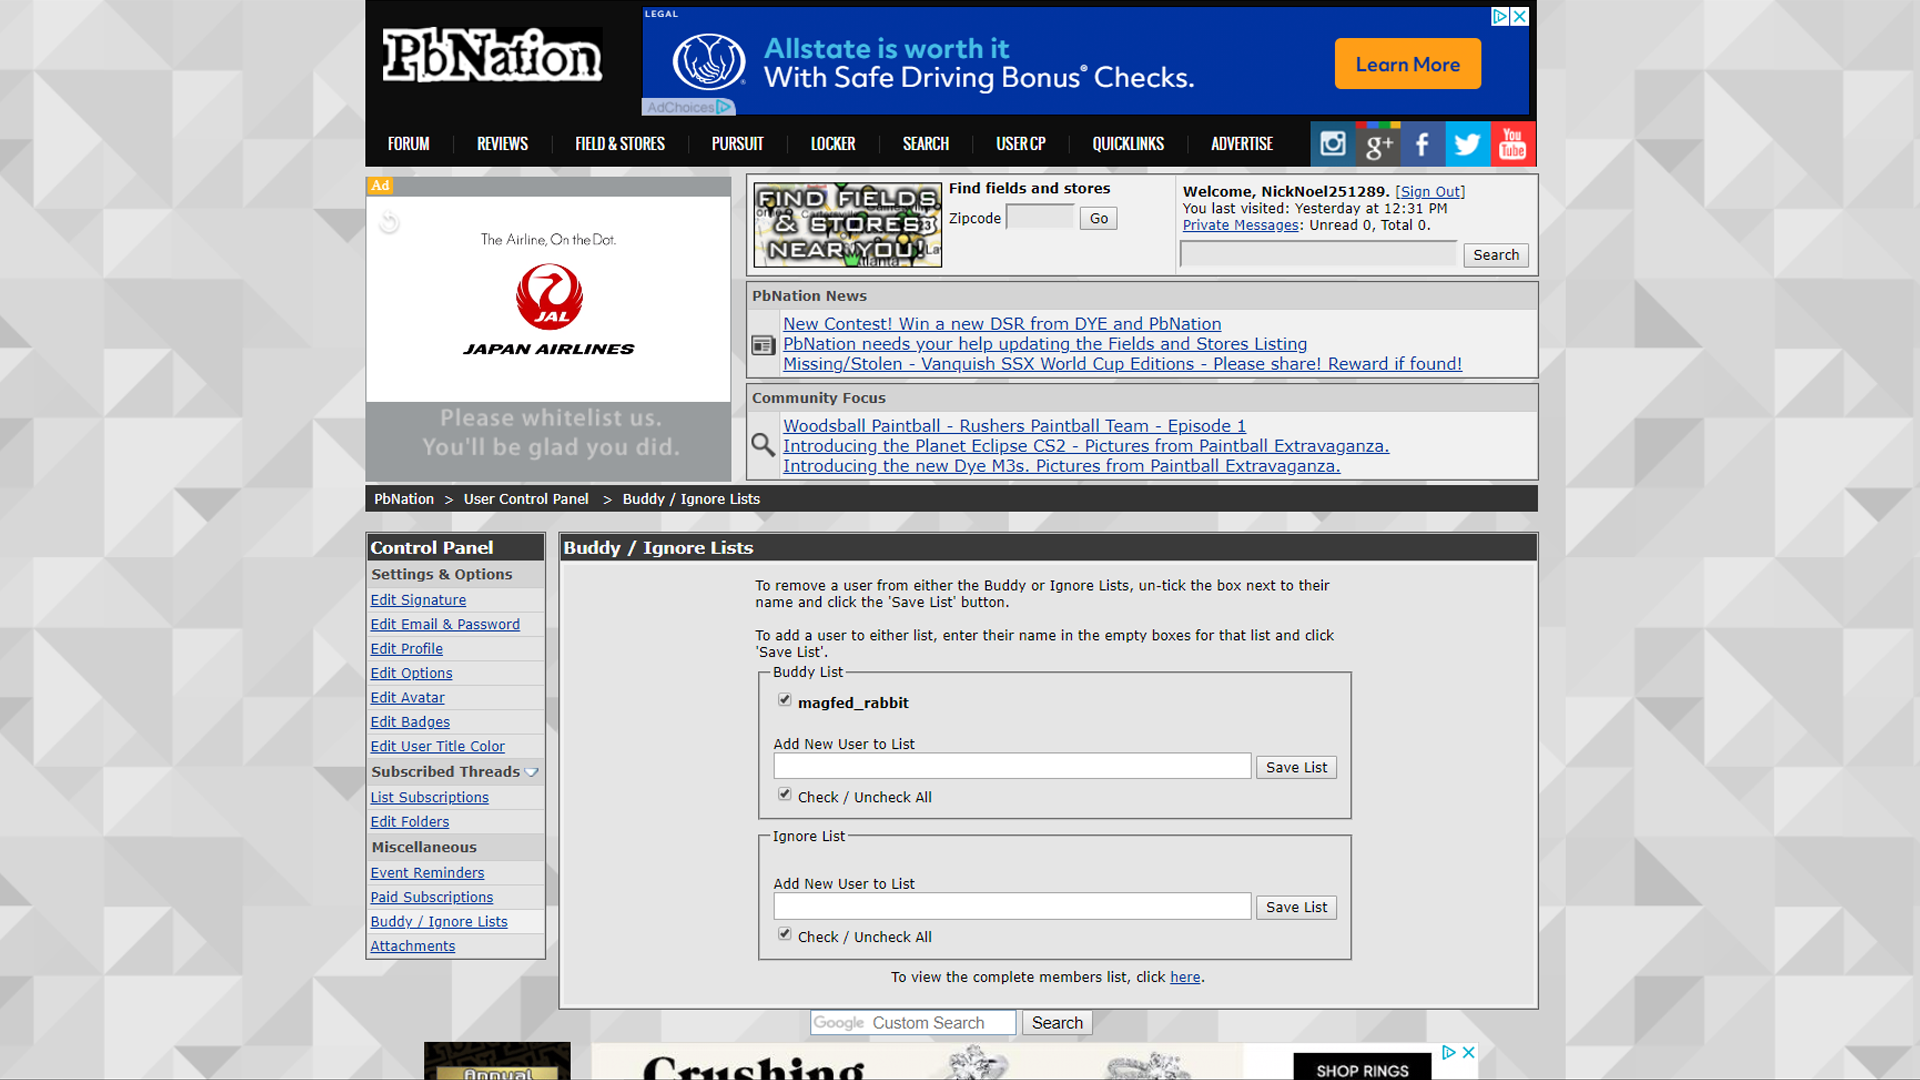 PbNation
LEGAL
Allstate is worth it
With Safe Driving Bonus® Checks.
Learn More
AdChoices
FORUM
REVIEWS
FIELD & STORES
PURSUIT
LOCKER
SEARCH
USER CP
QUICKLINKS
ADVERTISE
g+
f
You Tube
Ad
The Airline, On the Dot.
JAL
JAPAN AIRLINES
Please whitelist us.
You'll be glad you did.
FIND FIELDS
& STORES
NEAR YOU!
Atlanta
Find fields and stores
Zipcode
Go
Welcome, NickNoel251289. [Sign Out]
You last visited: Yesterday at 12:31 PM
Private Messages: Unread 0, Total 0.
Search
PbNation News
New Contest! Win a new DSR from DYE and PbNation
PbNation needs your help updating the Fields and Stores Listing
Missing/Stolen - Vanquish SSX World Cup Editions - Please share! Reward if found!
Community Focus
Woodsball Paintball - Rushers Paintball Team - Episode 1
Introducing the Planet Eclipse CS2 - Pictures from Paintball Extravaganza.
Introducing the new Dye M3s. Pictures from Paintball Extravaganza.
PbNation > User Control Panel > Buddy / Ignore Lists
Control Panel
Settings & Options
Edit Signature
Edit Email & Password
Edit Profile
Edit Options
Edit Avatar
Edit Badges
Edit User Title Color
Subscribed Threads
List Subscriptions
Edit Folders
Miscellaneous
Event Reminders
Paid Subscriptions
Buddy / Ignore Lists
Attachments
Buddy / Ignore Lists
To remove a user from either the Buddy or Ignore Lists, un-tick the box next to their
name and click the 'Save List' button.
To add a user to either list, enter their name in the empty boxes for that list and click
'Save List'.
Buddy List
magfed_rabbit
Add New User to List
Save List
Check / Uncheck All
Ignore List
Add New User to List
Save List
Check / Uncheck All
To view the complete members list, click here.
Google Custom Search
Search
Annual
Crushing
SHOP RINGS